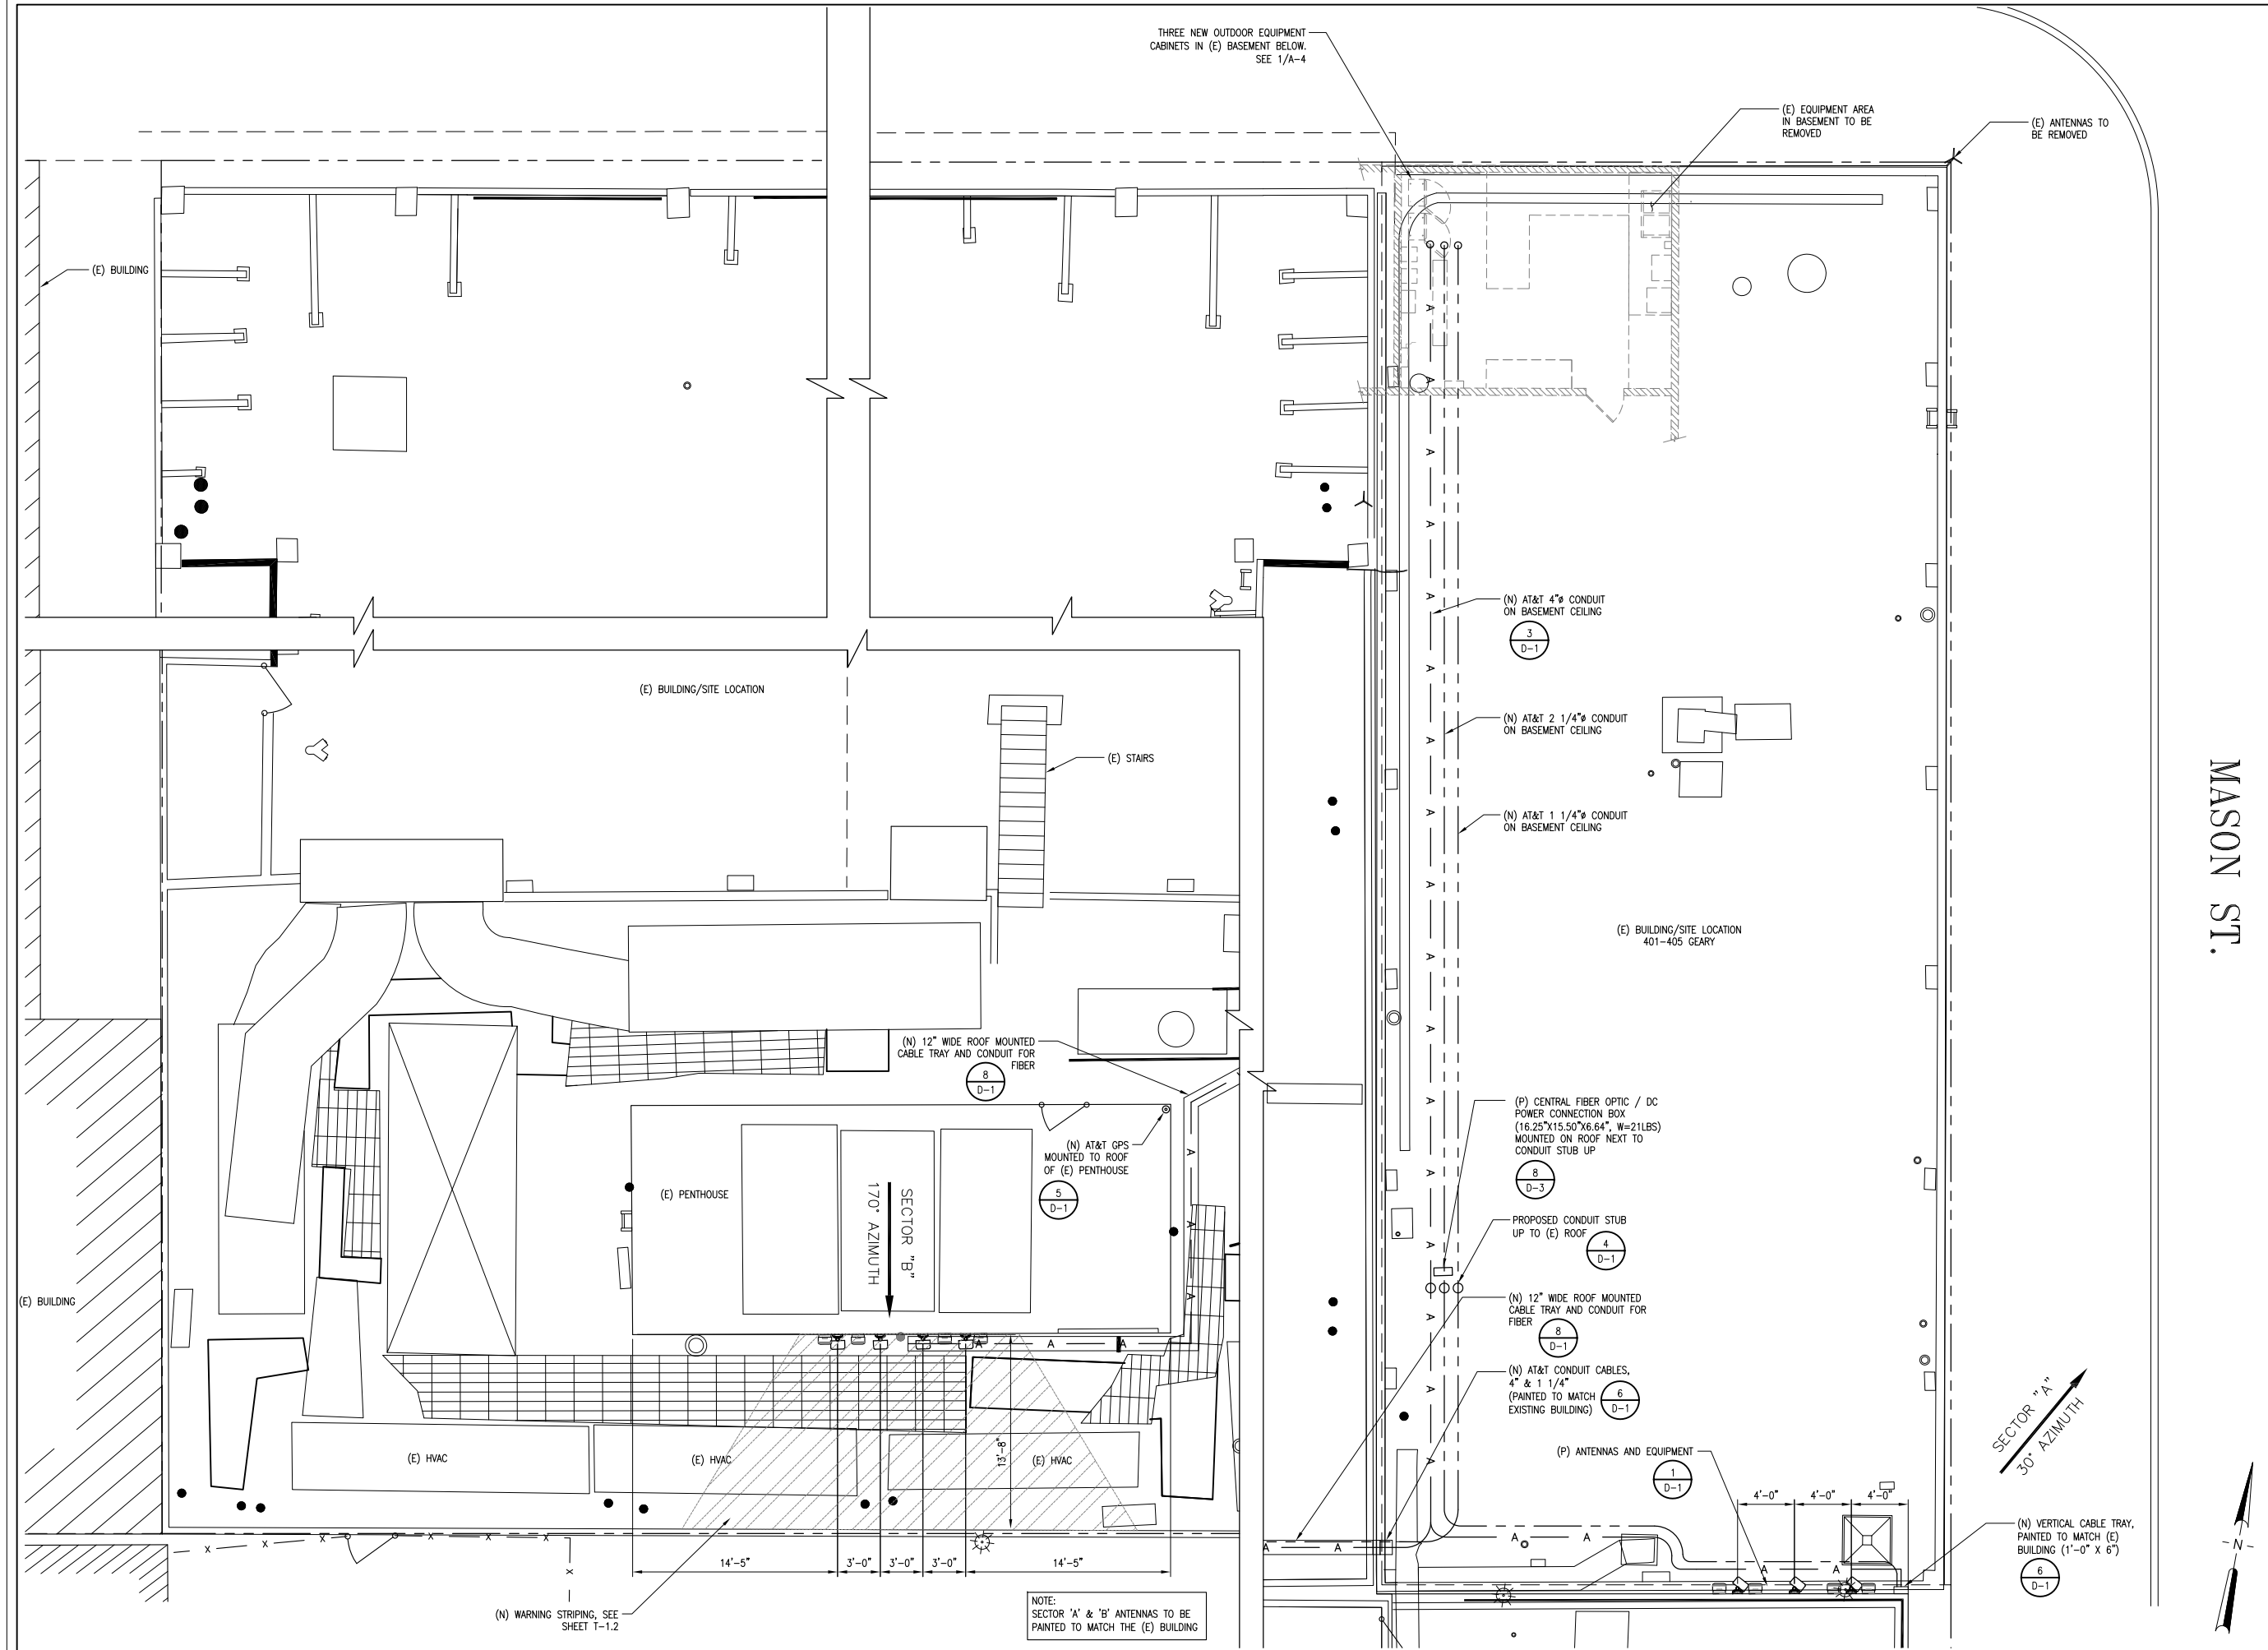 THREE NEW OUTDOOR EQUIPMENT
CABINETS IN (E) BASEMENT BELOW.
SEE 1/A-4
(E) EQUIPMENT AREA
IN BASEMENT TO BE
REMOVED
(E) ANTENNAS TO
BE REMOVED
(E) BUILDING
(N) AT&T 4"ø CONDUIT
ON BASEMENT CEILING
3
D-1
(E) BUILDING/SITE LOCATION
(N) AT&T 2 1/4"ø CONDUIT
ON BASEMENT CEILING
(E) STAIRS
(N) AT&T 1 1/4"ø CONDUIT
ON BASEMENT CEILING
MASON ST.
(E) BUILDING/SITE LOCATION
401-405 GEARY
(N) 12" WIDE ROOF MOUNTED
CABLE TRAY AND CONDUIT FOR
FIBER
8
D-1
(P) CENTRAL FIBER OPTIC / DC
POWER CONNECTION BOX
(16.25"X15.50"X6.64", W=21LBS)
MOUNTED ON ROOF NEXT TO
CONDUIT STUB UP
8
D-3
(N) AT&T GPS
MOUNTED TO ROOF
OF (E) PENTHOUSE
5
D-1
(E) PENTHOUSE
SECTOR "B"
170° AZIMUTH
PROPOSED CONDUIT STUB
UP TO (E) ROOF
4
D-1
(E) BUILDING
(N) 12" WIDE ROOF MOUNTED
CABLE TRAY AND CONDUIT FOR
FIBER
8
D-1
(N) AT&T CONDUIT CABLES,
4" & 1 1/4"
(PAINTED TO MATCH
EXISTING BUILDING)
6
D-1
SECTOR "A"
30° AZIMUTH
(E) HVAC
(E) HVAC
13'-8"
(E) HVAC
(P) ANTENNAS AND EQUIPMENT
1
D-1
4'-0"
4'-0"
4'-0"
(N) VERTICAL CABLE TRAY,
PAINTED TO MATCH (E)
BUILDING (1'-0" X 6")
6
D-1
N
14'-5"
3'-0"
3'-0"
3'-0"
14'-5"
(N) WARNING STRIPING, SEE
SHEET T-1.2
NOTE:
SECTOR 'A' & 'B' ANTENNAS TO BE
PAINTED TO MATCH THE (E) BUILDING